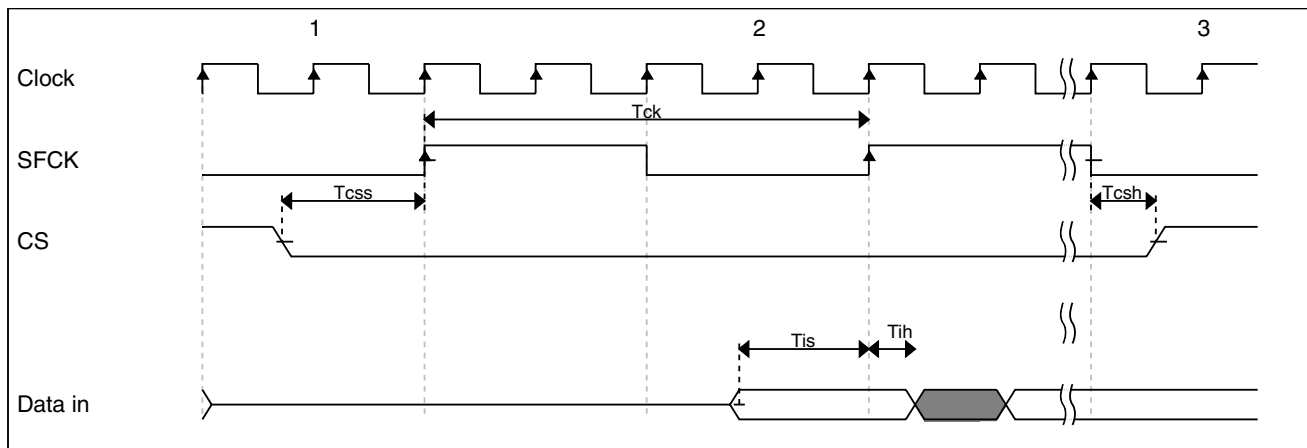 1 2 3
Clock
Tck
SFCK
Tcss Tcsh
CS
Tis Tih
Data in